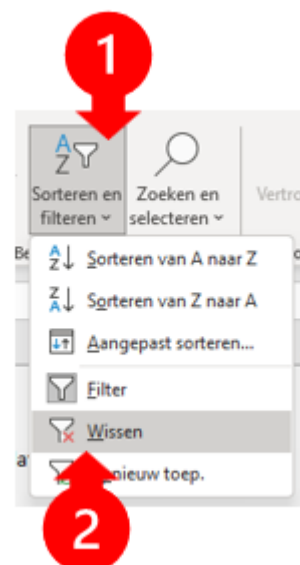 1
Sorteren en
filteren
Zoeken en
selecteren
Vertro
Be
Sorteren van A naar Z
Sorteren van Z naar A
Aangepast sorteren...
Filter
Wissen
nieuw toep.
2